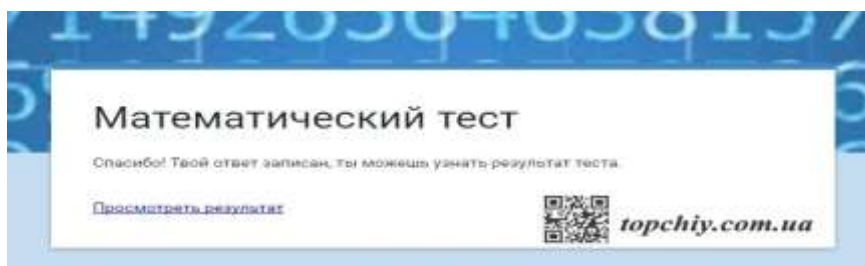 Математический тест
Спасибо! Твой ответ записан, ты можешь узнать результат теста.
Просмотреть результат
topchiy.com.ua